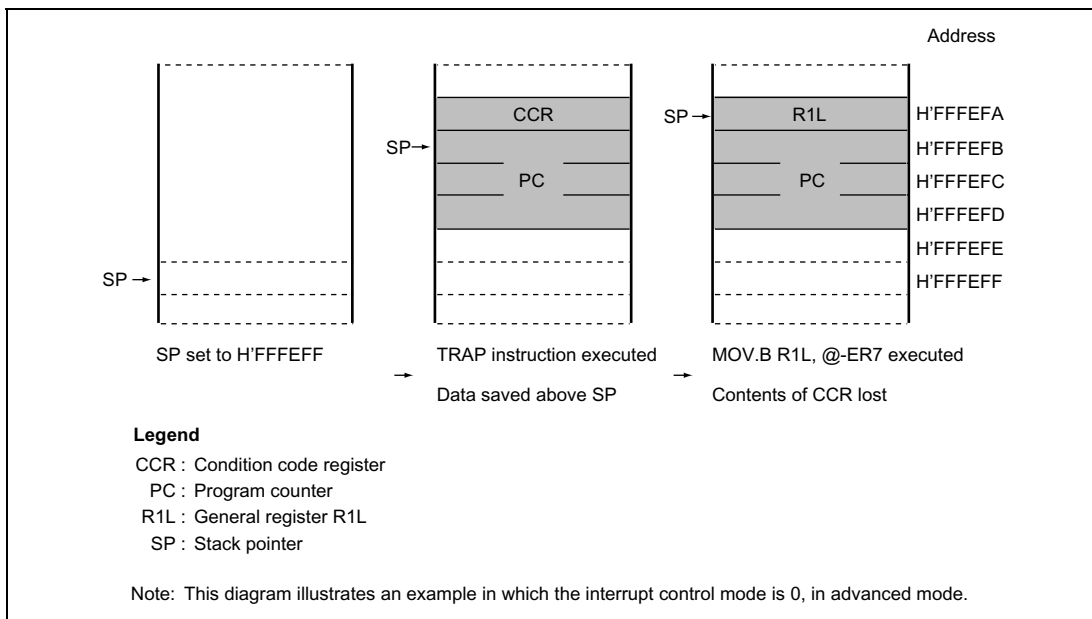 Address
CCR
R1L
H'FFFEFA
SP
SP
H'FFFEFB
PC
PC
H'FFFEFC
H'FFFEFD
H'FFFEFE
SP
H'FFFEFF
SP set to H'FFFEFF
TRAP instruction executed
MOV.B R1L, @-ER7 executed
Data saved above SP
Contents of CCR lost
Legend
CCR : Condition code register
PC : Program counter
R1L : General register R1L
SP : Stack pointer
Note: This diagram illustrates an example in which the interrupt control mode is 0, in advanced mode.